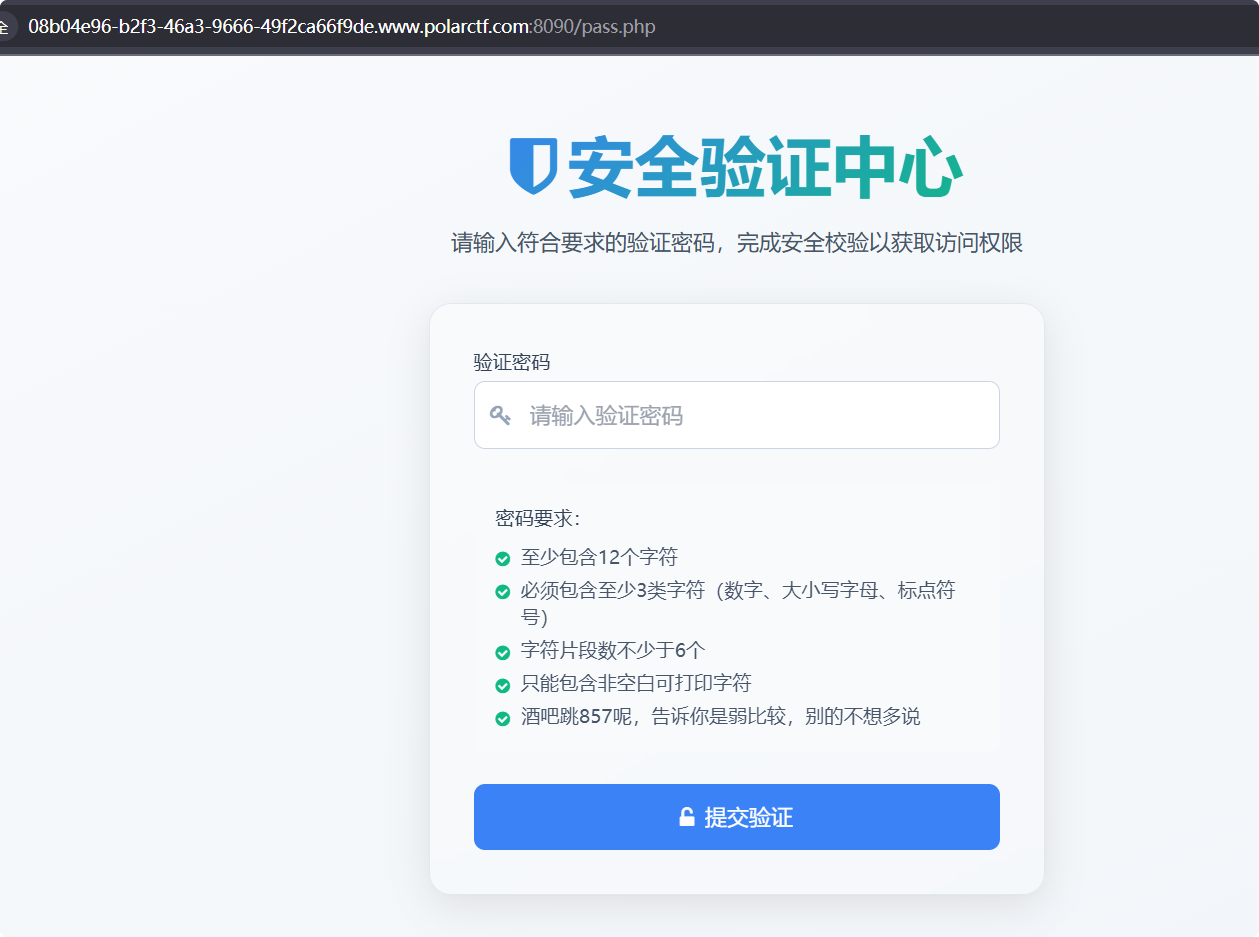 全 08b04e96-b2f3-46a3-9666-49f2ca66f9de.www.polarctf.com:8090/pass.php
安全验证中心
请输入符合要求的验证密码，完成安全校验以获取访问权限
验证密码
请输入验证密码
密码要求：
至少包含12个字符
必须包含至少3类字符（数字、大小写字母、标点符
号）
字符片段数不少于6个
只能包含非空白可打印字符
酒吧跳857呢，告诉你是弱比较，别的不想多说
提交验证